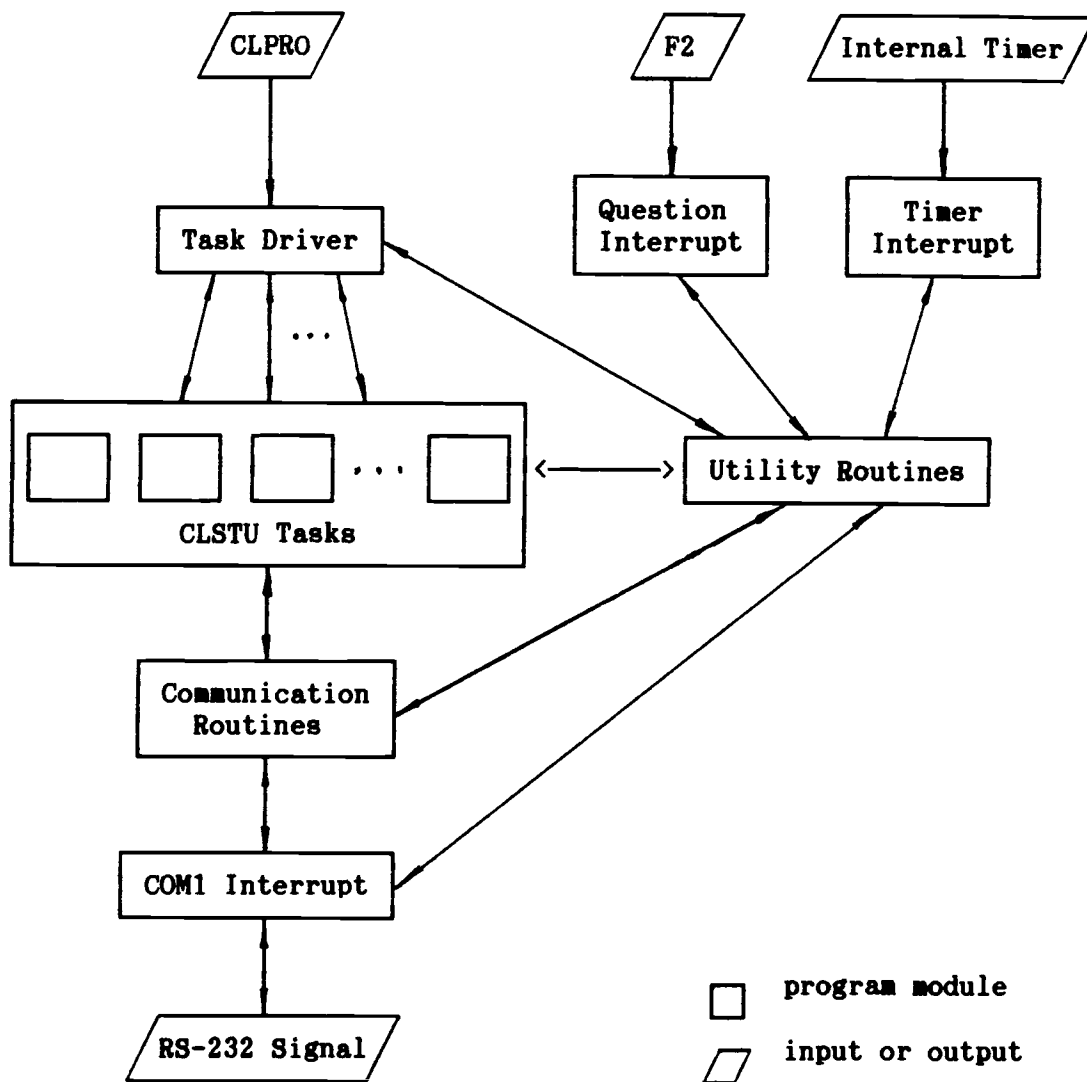 CLPRO
F2
Internal Timer
Question
Interrupt
Timer
Interrupt
Task Driver
...
...
CLSTU Tasks
Utility Routines
Communication
Routines
COM1 Interrupt
RS-232 Signal
program module
input or output